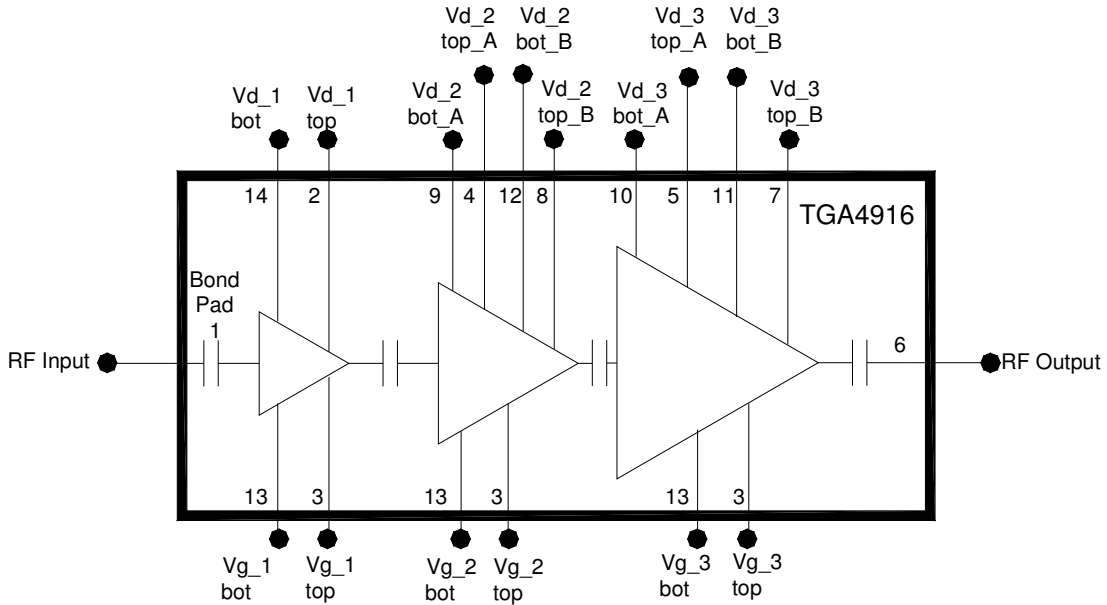 Vd_2
top_A
Vd_2
bot_B
Vd_3
top_A
Vd_3
bot_B
Vd_1
bot
Vd_1
top
Vd_2
bot_A
Vd_2
top_B
Vd_3
bot_A
Vd_3
top_B
14
2
9
4
12
8
10
5
11
7
TGA4916
Bond
Pad
1
RF Input
6
RF Output
13
3
13
3
13
3
Vg_1
bot
Vg_1
top
Vg_2
bot
Vg_2
top
Vg_3
bot
Vg_3
top